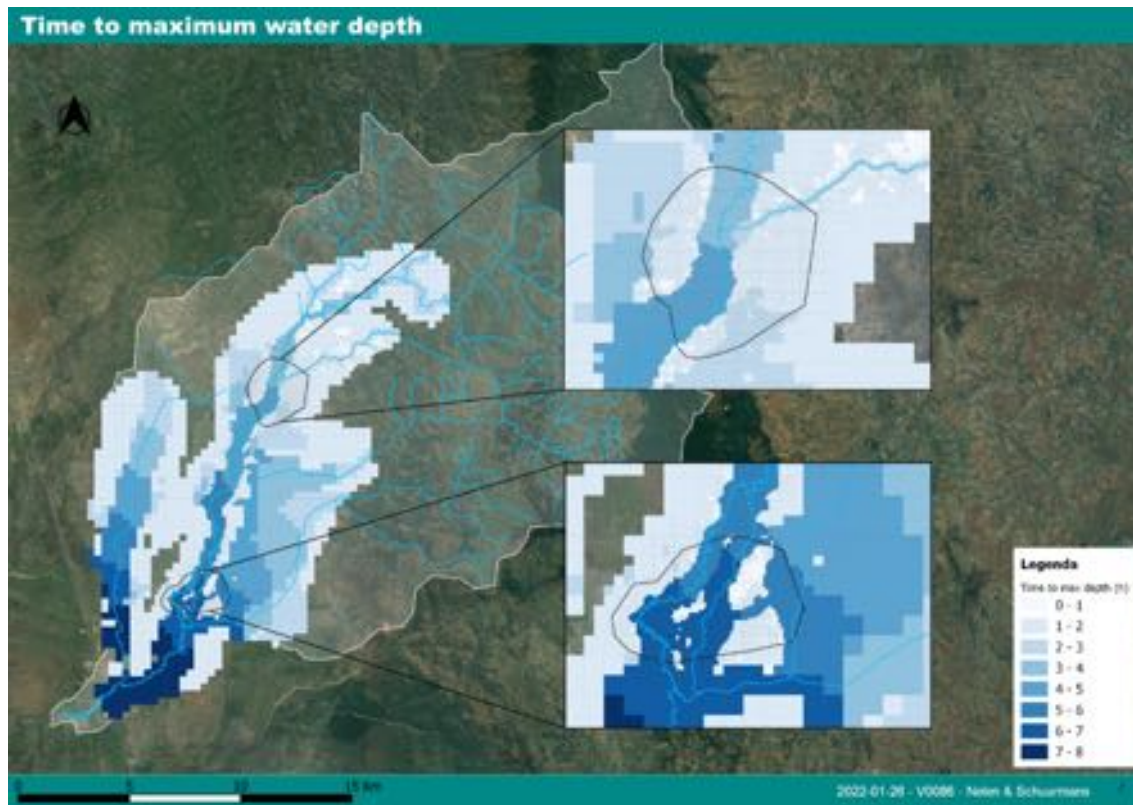 Time to maximum water depth
Legenda
Time to max depth [h]
0 - 1
1 - 2
2 - 3
3 - 4
4 - 5
5 - 6
6 - 7
7 - 8
0 5 10 15 km
2022-01-26 - V0086 - Nelen & Schuurmans